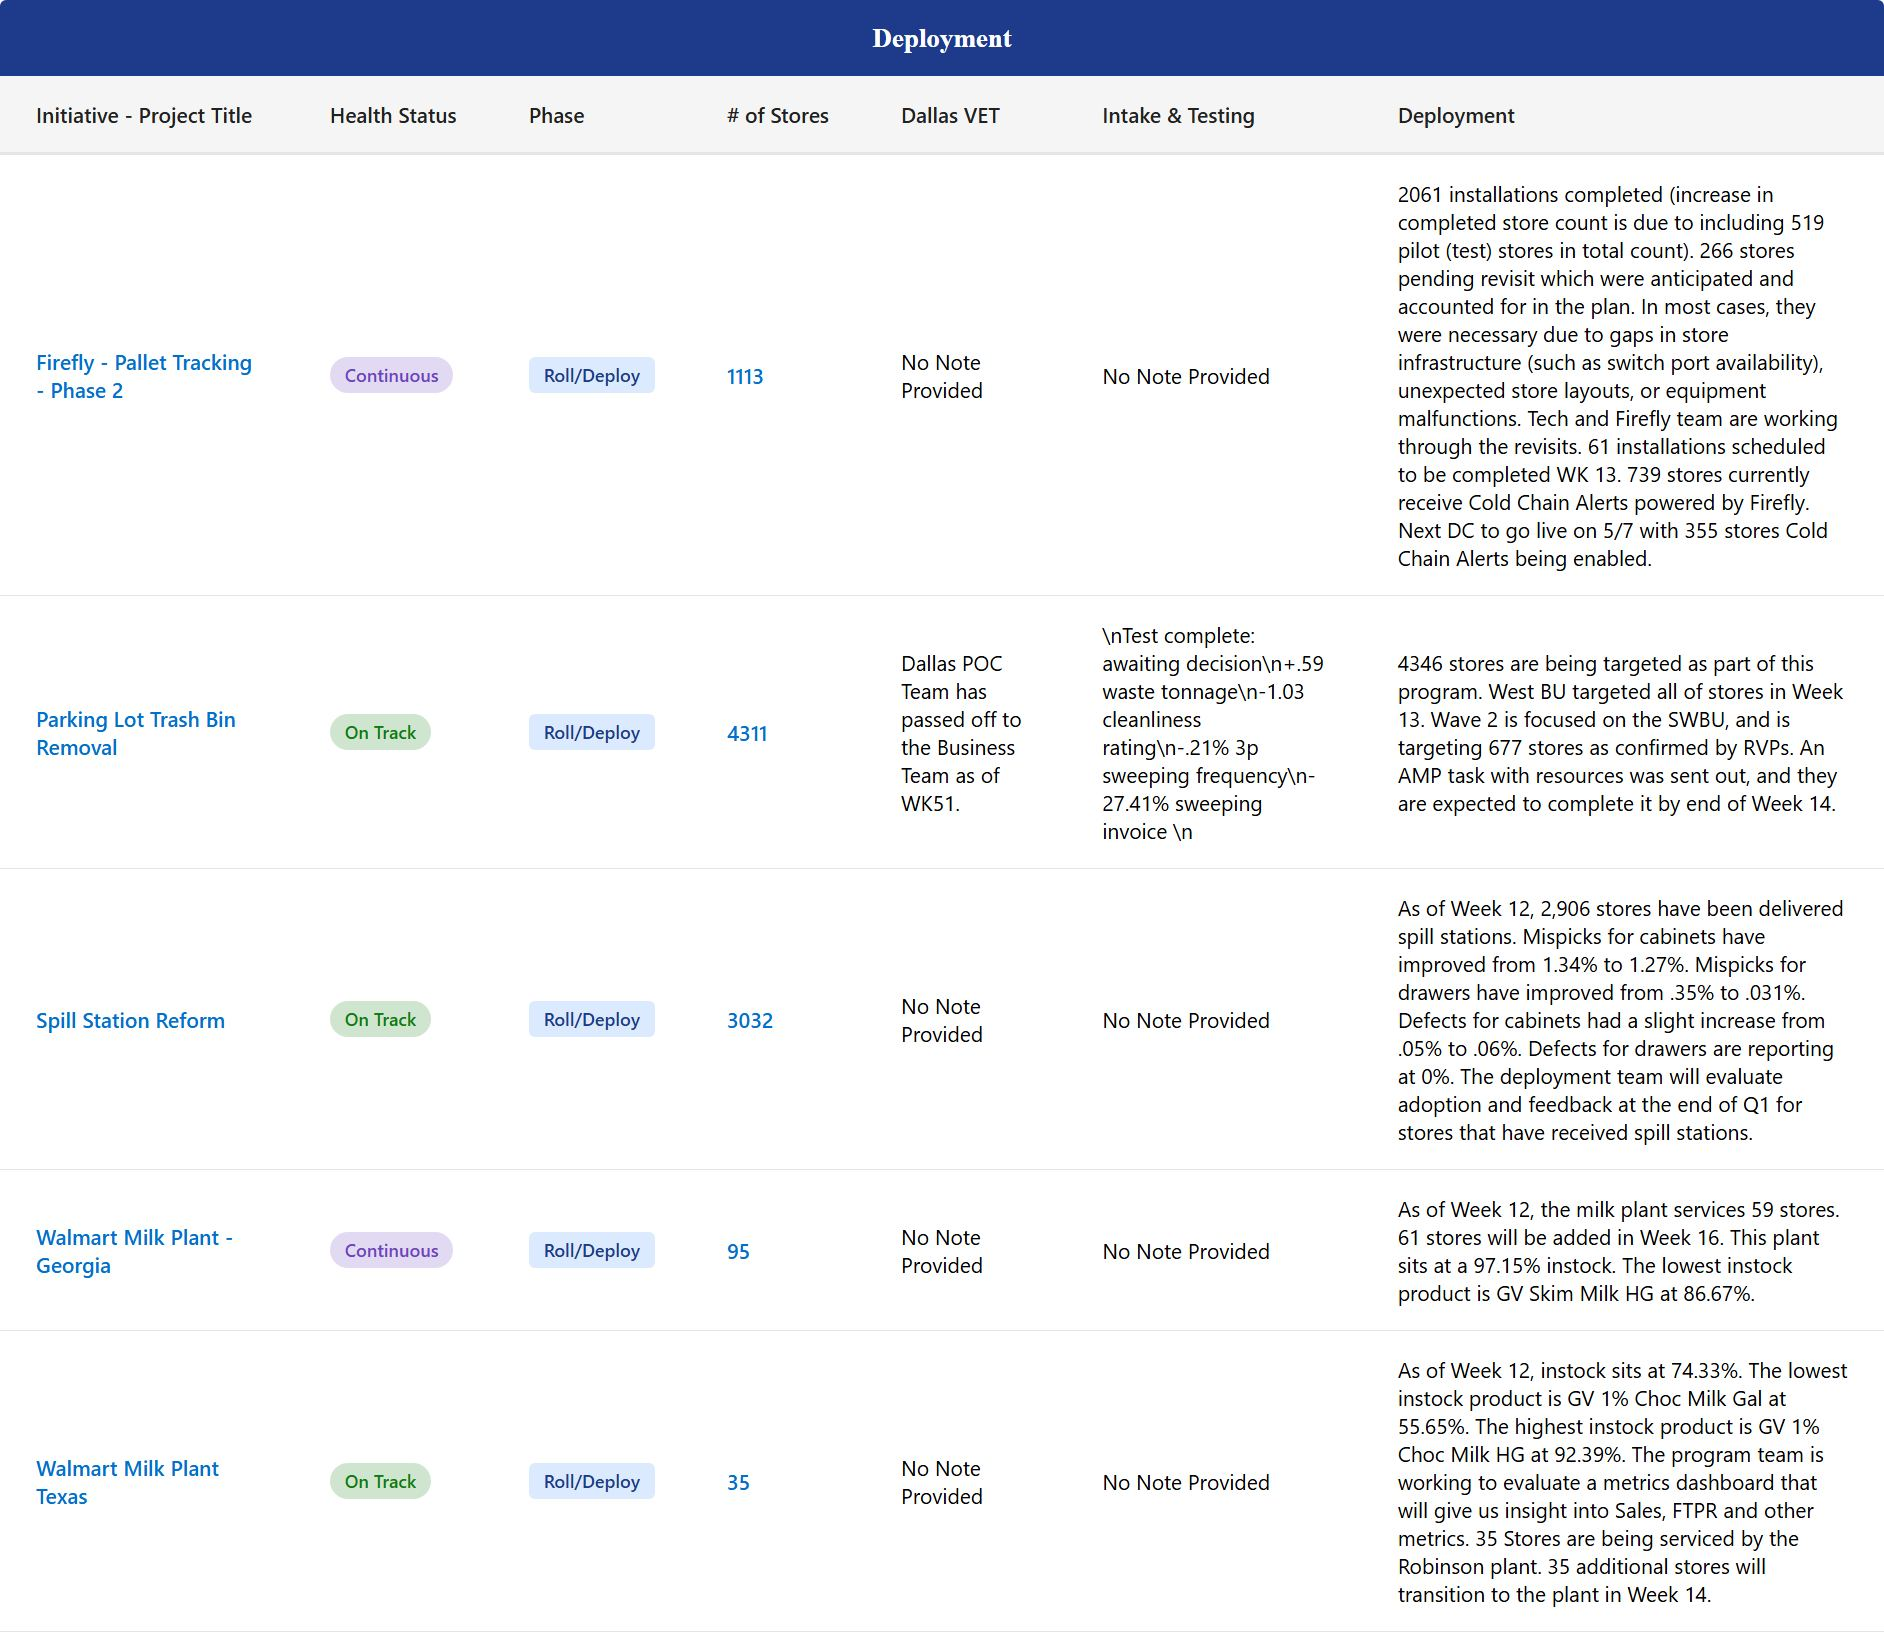 Deployment
Initiative - Project Title
Health Status
Phase
# of Stores
Dallas VET
Intake & Testing
Deployment
Firefly - Pallet Tracking
- Phase 2
Continuous
Roll/Deploy
1113
No Note
Provided
No Note Provided
2061 installations completed (increase in
completed store count is due to including 519
pilot (test) stores in total count). 266 stores
pending revisit which were anticipated and
accounted for in the plan. In most cases, they
were necessary due to gaps in store
infrastructure (such as switch port availability),
unexpected store layouts, or equipment
malfunctions. Tech and Firefly team are working
through the revisits. 61 installations scheduled
to be completed WK 13. 739 stores currently
receive Cold Chain Alerts powered by Firefly.
Next DC to go live on 5/7 with 355 stores Cold
Chain Alerts being enabled.
Parking Lot Trash Bin
Removal
On Track
Roll/Deploy
4311
Dallas POC
Team has
passed off to
the Business
Team as of
WK51.
\nTest complete:
awaiting decision\n+.59
waste tonnage\n-1.03
cleanliness
rating\n-.21% 3p
sweeping frequency\n-
27.41% sweeping
invoice \n
4346 stores are being targeted as part of this
program. West BU targeted all of stores in Week
13. Wave 2 is focused on the SWBU, and is
targeting 677 stores as confirmed by RVPs. An
AMP task with resources was sent out, and they
are expected to complete it by end of Week 14.
Spill Station Reform
On Track
Roll/Deploy
3032
No Note
Provided
No Note Provided
As of Week 12, 2,906 stores have been delivered
spill stations. Mispicks for cabinets have
improved from 1.34% to 1.27%. Mispicks for
drawers have improved from .35% to .031%.
Defects for cabinets had a slight increase from
.05% to .06%. Defects for drawers are reporting
at 0%. The deployment team will evaluate
adoption and feedback at the end of Q1 for
stores that have received spill stations.
Walmart Milk Plant -
Georgia
Continuous
Roll/Deploy
95
No Note
Provided
No Note Provided
As of Week 12, the milk plant services 59 stores.
61 stores will be added in Week 16. This plant
sits at a 97.15% instock. The lowest instock
product is GV Skim Milk HG at 86.67%.
Walmart Milk Plant
Texas
On Track
Roll/Deploy
35
No Note
Provided
No Note Provided
As of Week 12, instock sits at 74.33%. The lowest
instock product is GV 1% Choc Milk Gal at
55.65%. The highest instock product is GV 1%
Choc Milk HG at 92.39%. The program team is
working to evaluate a metrics dashboard that
will give us insight into Sales, FTPR and other
metrics. 35 Stores are being serviced by the
Robinson plant. 35 additional stores will
transition to the plant in Week 14.